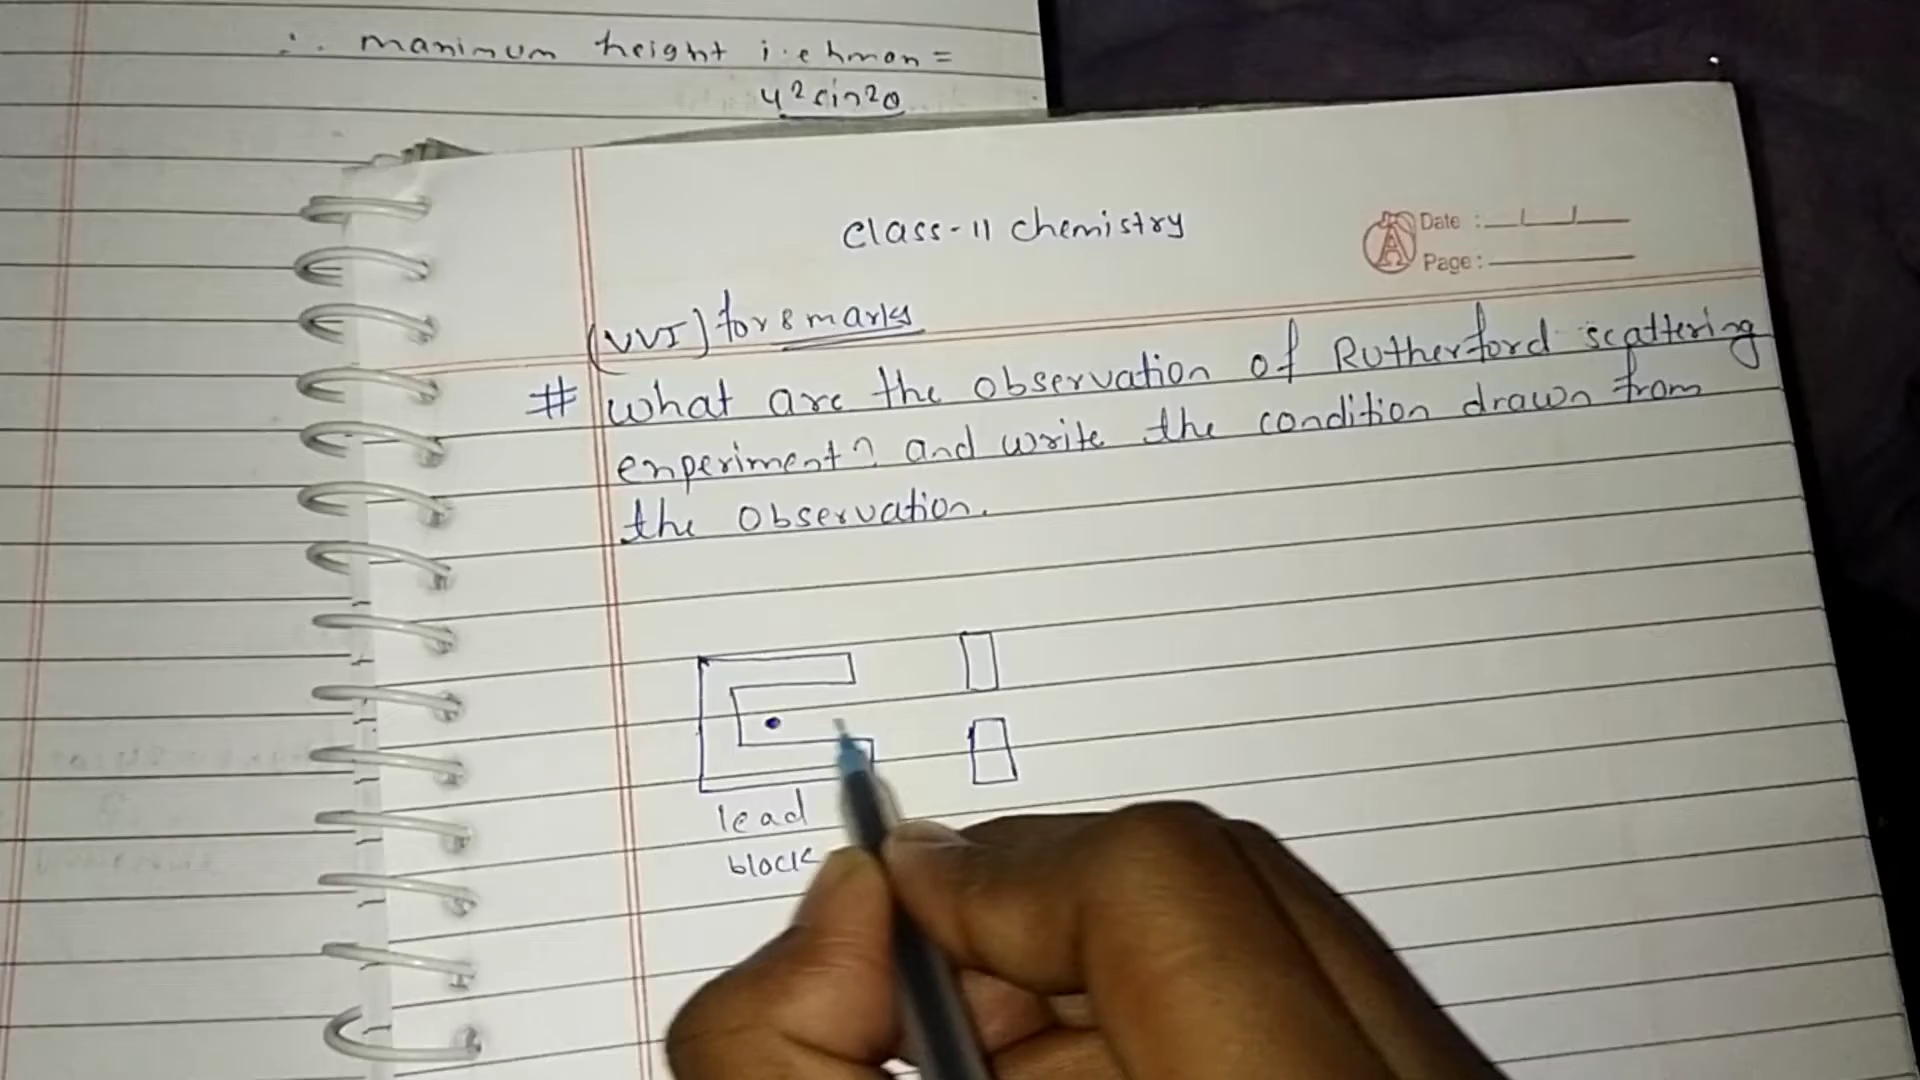 ∴ maximum height i.e hmax =
u²sin²θ
class-11 chemistry
Date :
Page :
(VVI) for 8 marks
# what are the observation of Rutherford scattering
experiment? and write the condition drawn from
the observation.
lead
block